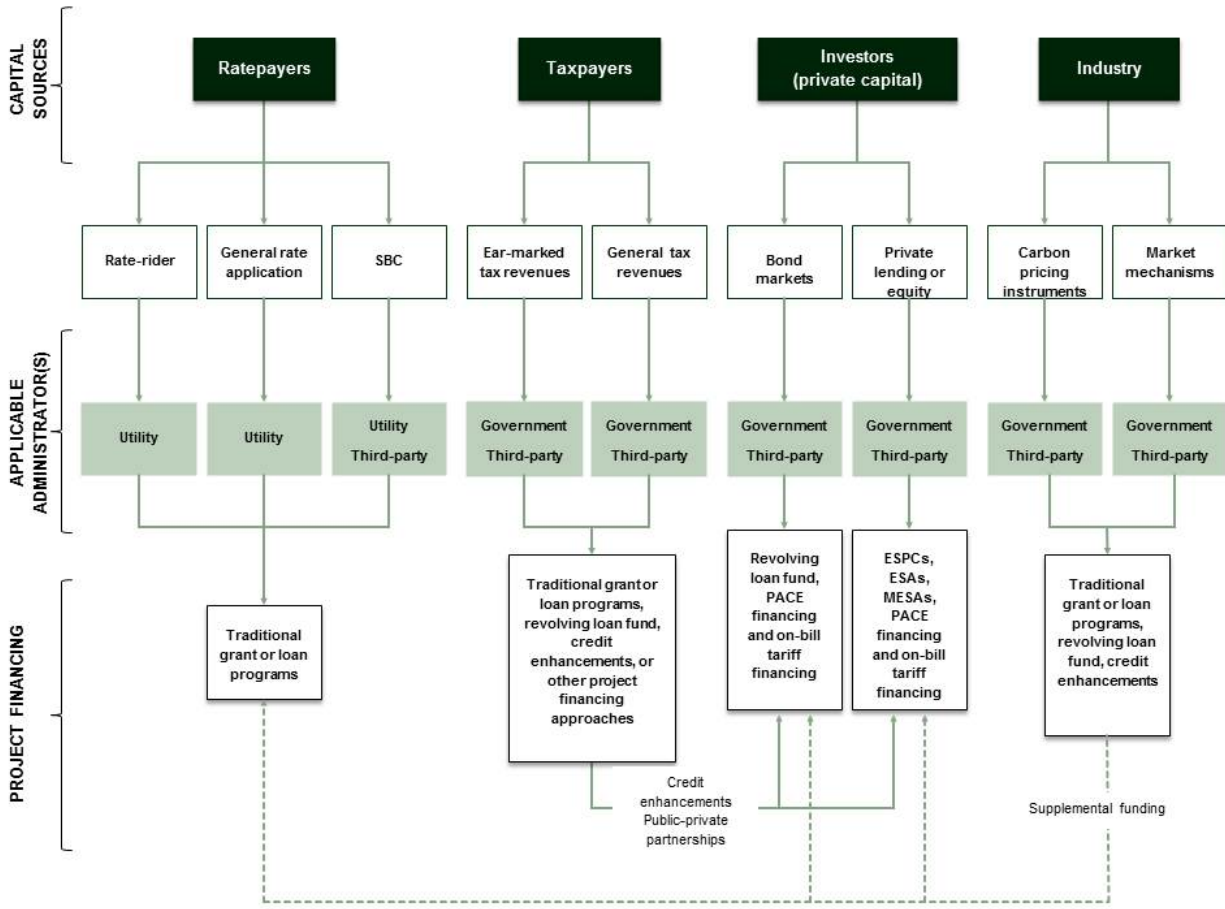 CAPITAL
SOURCES
Ratepayers
Taxpayers
Investors
(private capital)
Industry
Rate-rider
General rate
application
SBC
Ear-marked
tax revenues
General tax
revenues
Bond
markets
Private
lending or
equity
Carbon
pricing
instruments
Market
mechanisms
APPLICABLE
ADMINISTRATOR(S)
Utility
Utility
Utility
Third-party
Government
Third-party
Government
Third-party
Government
Third-party
Government
Third-party
Government
Third-party
Government
Third-party
PROJECT FINANCING
Traditional
grant or loan
programs
Traditional grant or
loan programs,
revolving loan fund,
credit
enhancements, or
other project
financing
approaches
Revolving
loan fund,
PACE
financing
and on-bill
tariff
financing
ESPCs,
ESAs,
MESAs,
PACE
financing
and on-bill
tariff
financing
Traditional
grant or loan
programs,
revolving loan
fund, credit
enhancements
Credit
enhancements
Public-private
partnerships
Supplemental funding